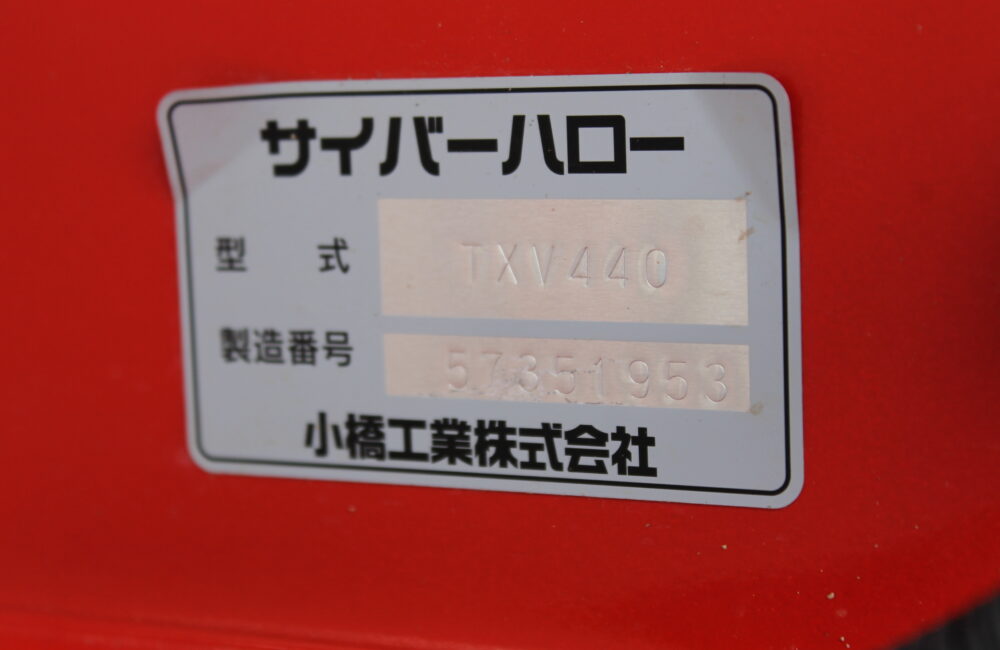 サイバーハロー
型式 TXV440
製造番号 57351953
小橋工業株式会社